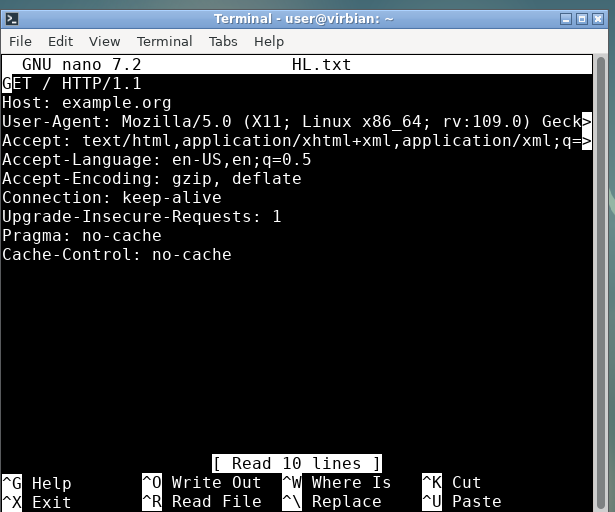 Terminal - user@virbian: ~
File Edit View Terminal Tabs Help
GNU nano 7.2 HL.txt
GET / HTTP/1.1
Host: example.org
User-Agent: Mozilla/5.0 (X11; Linux x86_64; rv:109.0) Geck>
Accept: text/html,application/xhtml+xml,application/xml;q=>
Accept-Language: en-US,en;q=0.5
Accept-Encoding: gzip, deflate
Connection: keep-alive
Upgrade-Insecure-Requests: 1
Pragma: no-cache
Cache-Control: no-cache
[ Read 10 lines ]
^G Help ^O Write Out ^W Where Is ^K Cut
^X Exit ^R Read File ^\ Replace ^U Paste